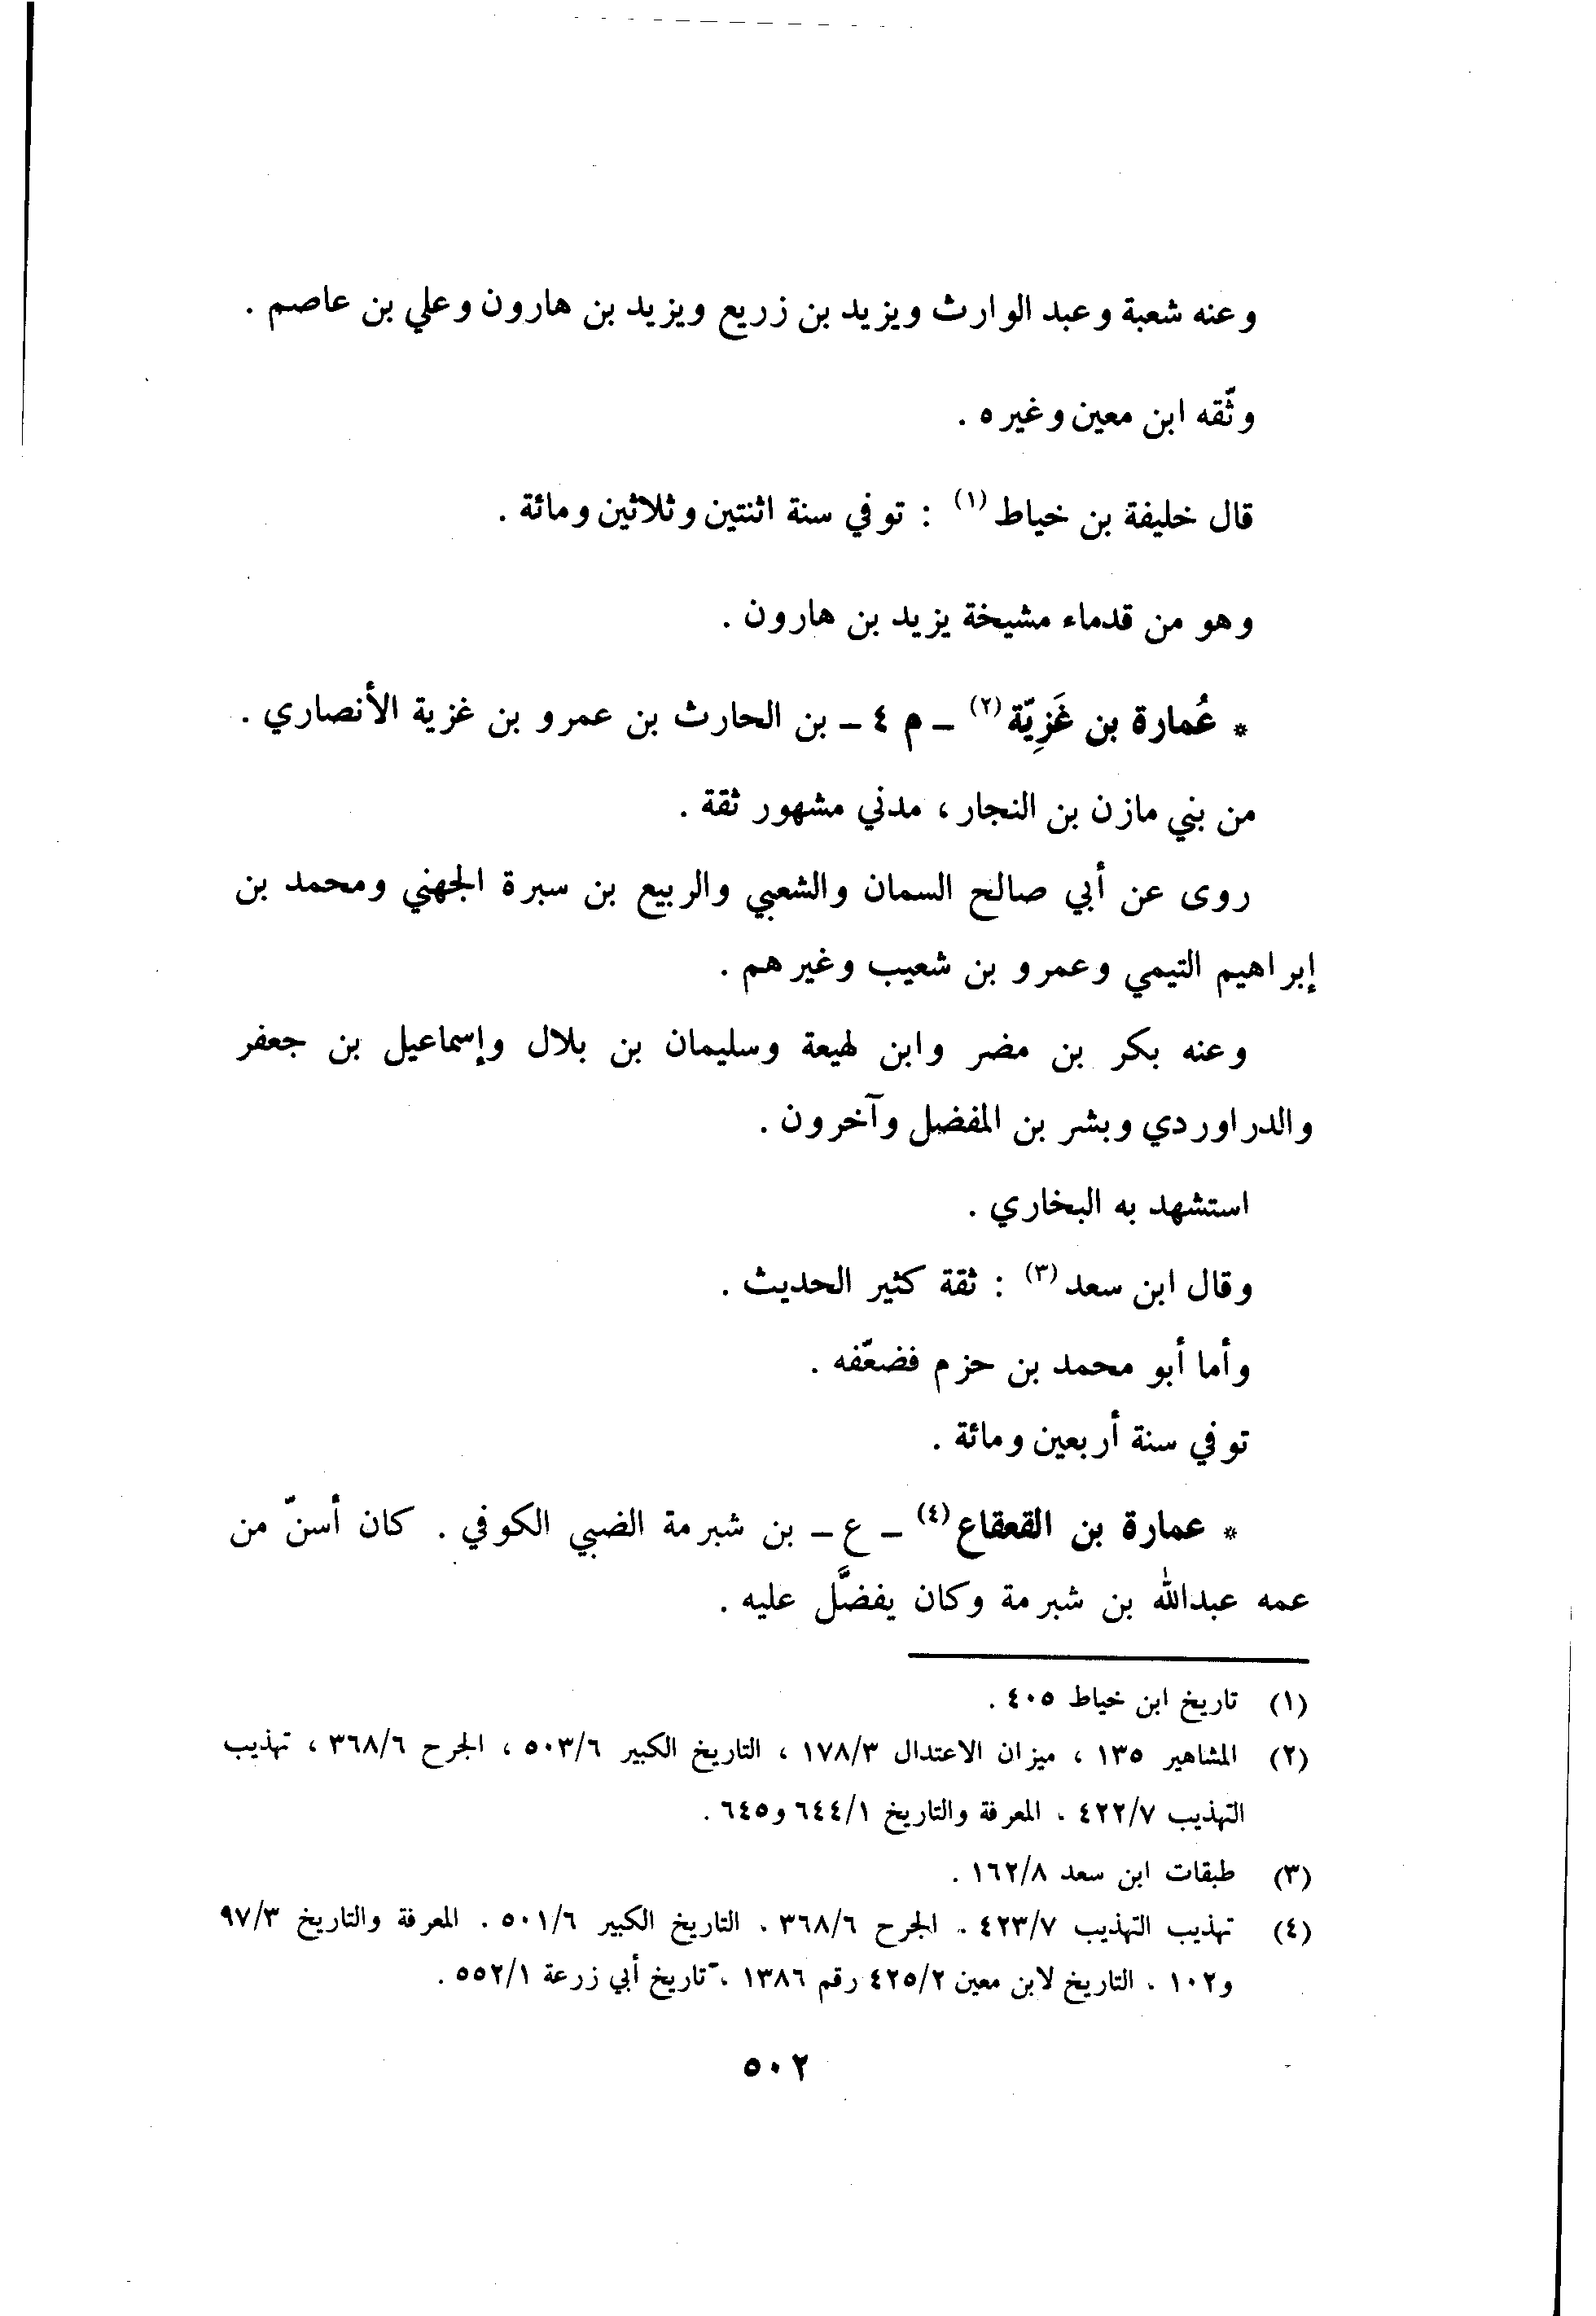 وعنه شعبة وعبد الوارث ويزيد بن زريع ويزيد بن هارون وعلي بن عاصم .
وثّقه ابن معين وغيره .
قال خليفة بن خياط (١) : توفي سنة اثنتين وثلاثين ومائة .
وهو من قدماء مشيخة يزيد بن هارون .
* عُمارة بن غَزِيّة (٢) ـ م ٤ ـ بن الحارث بن عمرو بن غزية الأنصاري .
من بني مازن بن النجار ، مدني مشهور ثقة .
روى عن أبي صالح السمان والشعبي والربيع بن سبرة الجهني ومحمد بن
إبراهيم التيمي وعمرو بن شعيب وغيرهم .
وعنه بكر بن مضر وابن لهيعة وسليمان بن بلال وإسماعيل بن جعفر
والدراوردي وبشر بن المفضل وآخرون .
استشهد به البخاري .
وقال ابن سعد (٣) : ثقة كثير الحديث .
وأما أبو محمد بن حزم فضعّفه .
توفي سنة أربعين ومائة .
* عمارة بن القعقاع (٤) ـ ع ـ بن شبرمة الضبي الكوفي . كان أسنّ من
عمه عبدالله بن شبرمة وكان يفضَّل عليه .
(١) تاريخ ابن خياط ٤٠٥ .
(٢) المشاهير ١٣٥ ، ميزان الاعتدال ١٧٨/٣ ، التاريخ الكبير ٥٠٣/٦ ، الجرح ٣٦٨/٦ ، تهذيب
التهذيب ٤٢٢/٧ . المعرفة والتاريخ ٦٤٤/١ و٦٤٥ .
(٣) طبقات ابن سعد ١٦٢/٨ .
(٤) تهذيب التهذيب ٤٢٣/٧ . الجرح ٣٦٨/٦ . التاريخ الكبير ٥٠١/٦ . المعرفة والتاريخ ٩٧/٣
و١٠٢ . التاريخ لابن معين ٤٢٥/٢ رقم ١٣٨٦ . تاريخ أبي زرعة ٥٥٢/١ .
٥٠٢